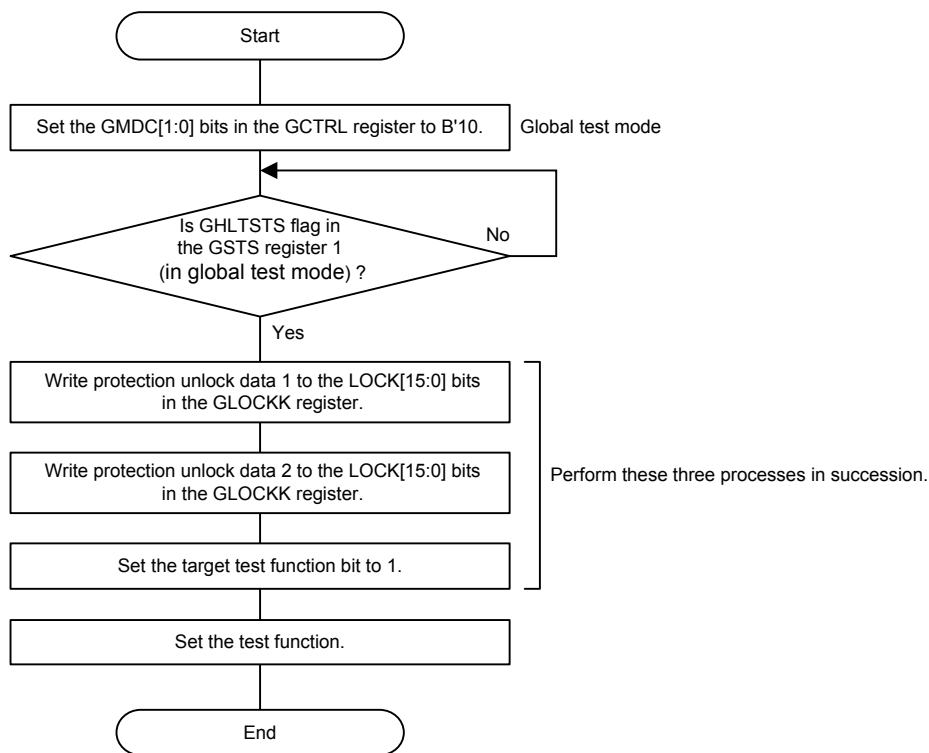 Start
Set the GMDC[1:0] bits in the GCTRL register to B'10.
Global test mode
Is GHLTSTS flag in
the GSTS register 1
(in global test mode) ?
No
Yes
Write protection unlock data 1 to the LOCK[15:0] bits
in the GLOCKK register.
Write protection unlock data 2 to the LOCK[15:0] bits
in the GLOCKK register.
Perform these three processes in succession.
Set the target test function bit to 1.
Set the test function.
End